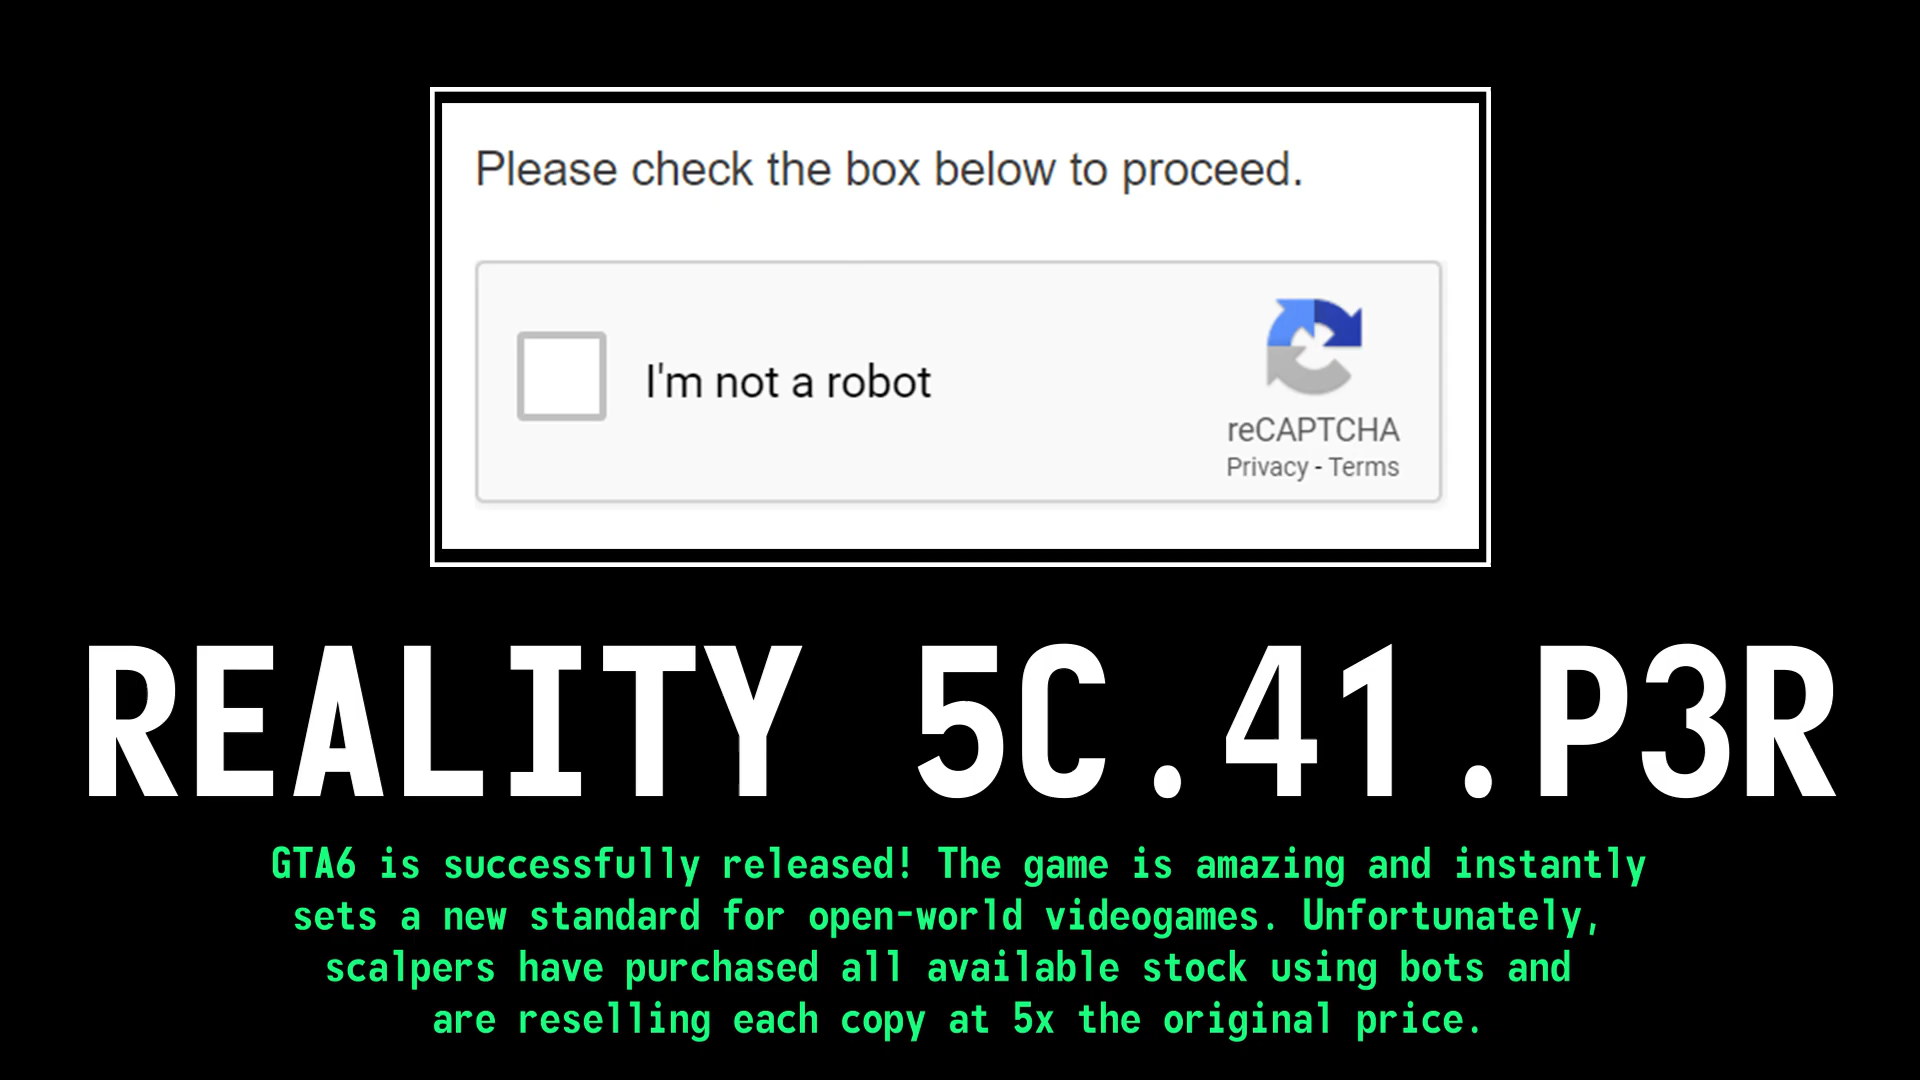 Please check the box below to proceed.
I'm not a robot
reCAPTCHA
Privacy - Terms
REALITY 5C.41.P3R
GTA6 is successfully released! The game is amazing and instantly
sets a new standard for open-world videogames. Unfortunately,
scalpers have purchased all available stock using bots and
are reselling each copy at 5x the original price.